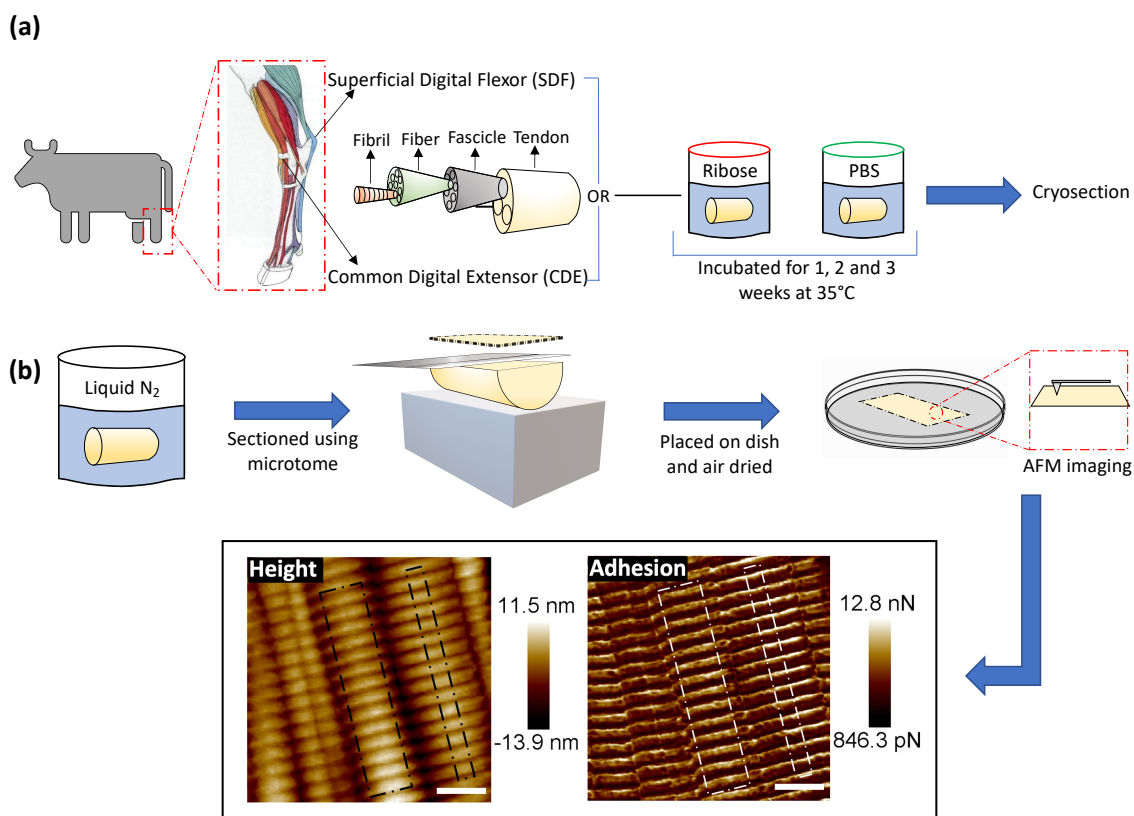 (a)
Superficial Digital Flexor (SDF)
Fibril Fiber Fascicle Tendon
OR
Common Digital Extensor (CDE)
Ribose
PBS
Incubated for 1, 2 and 3
weeks at 35°C
Cryosection
(b)
Liquid N₂
Sectioned using
microtome
Placed on dish
and air dried
AFM imaging
Height
11.5 nm
-13.9 nm
Adhesion
12.8 nN
846.3 pN